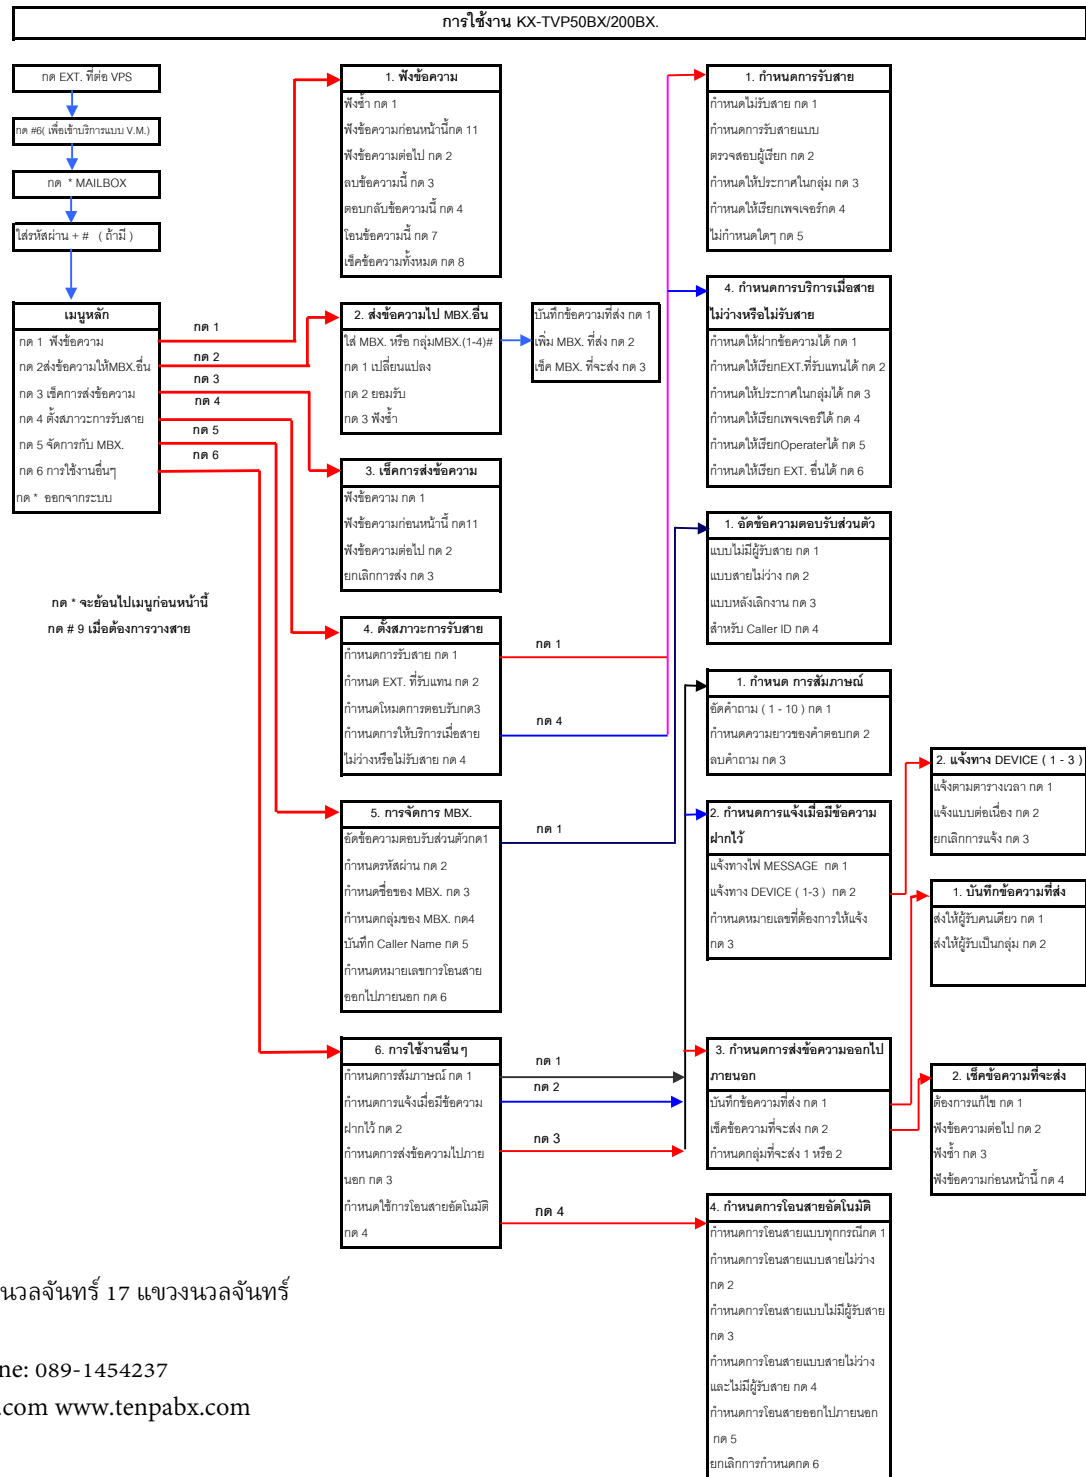 การใช้งาน KX-TVP50BX/200BX.
กด EXT. ที่ต่อ VPS
กด #6( เพื่อเข้าบริการแบบ V.M.)
กด * MAILBOX
ใส่รหัสผ่าน + # ( ถ้ามี )
เมนูหลัก
กด 1 ฟังข้อความ
กด 2ส่งข้อความให้MBX.อื่น
กด 3 เช็คการส่งข้อความ
กด 4 ตั้งสภาวะการรับสาย
กด 5 จัดการกับ MBX.
กด 6 การใช้งานอื่นๆ
กด * ออกจากระบบ
กด 1
กด 2
กด 3
กด 4
กด 5
กด 6
กด * จะย้อนไปเมนูก่อนหน้านี้
กด # 9 เมื่อต้องการวางสาย
1. ฟังข้อความ
ฟังซ้ำ กด 1
ฟังข้อความก่อนหน้านี้กด 11
ฟังข้อความต่อไป กด 2
ลบข้อความนี้ กด 3
ตอบกลับข้อความนี้ กด 4
โอนข้อความนี้ กด 7
เช็คข้อความทั้งหมด กด 8
2. ส่งข้อความไป MBX.อื่น
ใส่ MBX. หรือ กลุ่มMBX.(1-4)#
กด 1 เปลี่ยนแปลง
กด 2 ยอมรับ
กด 3 ฟังซ้ำ
บันทึกข้อความที่ส่ง กด 1
เพิ่ม MBX. ที่ส่ง กด 2
เช็ค MBX. ที่จะส่ง กด 3
3. เช็คการส่งข้อความ
ฟังข้อความ กด 1
ฟังข้อความก่อนหน้านี้ กด11
ฟังข้อความต่อไป กด 2
ยกเลิกการส่ง กด 3
4. ตั้งสภาวะการรับสาย
กำหนดการรับสาย กด 1
กำหนด EXT. ที่รับแทน กด 2
กำหนดโหมดการตอบรับกด3
กำหนดการให้บริการเมื่อสาย
ไม่ว่างหรือไม่รับสาย กด 4
กด 1
กด 4
5. การจัดการ MBX.
อัดข้อความตอบรับส่วนตัวกด1
กำหนดรหัสผ่าน กด 2
กำหนดชื่อของ MBX. กด 3
กำหนดกลุ่มของ MBX. กด4
บันทึก Caller Name กด 5
กำหนดหมายเลขการโอนสาย
ออกไปภายนอก กด 6
กด 1
6. การใช้งานอื่นๆ
กำหนดการสัมภาษณ์ กด 1
กำหนดการแจ้งเมื่อมีข้อความ
ฝากไว้ กด 2
กำหนดการส่งข้อความไปภาย
นอก กด 3
กำหนดใช้การโอนสายอัตโนมัติ
กด 4
กด 1
กด 2
กด 3
กด 4
1. กำหนดการรับสาย
กำหนดไม่รับสาย กด 1
กำหนดการรับสายแบบ
ตรวจสอบผู้เรียก กด 2
กำหนดให้ประกาศในกลุ่ม กด 3
กำหนดให้เรียกเพจเจอร์กด 4
ไม่กำหนดใดๆ กด 5
4. กำหนดการบริการเมื่อสาย
ไม่ว่างหรือไม่รับสาย
กำหนดให้ฝากข้อความได้ กด 1
กำหนดให้เรียกEXT.ที่รับแทนได้ กด 2
กำหนดให้ประกาศในกลุ่มได้ กด 3
กำหนดให้เรียกเพจเจอร์ได้ กด 4
กำหนดให้เรียกOperaterได้ กด 5
กำหนดให้เรียก EXT. อื่นได้ กด 6
1. อัดข้อความตอบรับส่วนตัว
แบบไม่มีผู้รับสาย กด 1
แบบสายไม่ว่าง กด 2
แบบหลังเลิกงาน กด 3
สำหรับ Caller ID กด 4
1. กำหนด การสัมภาษณ์
อัดคำถาม ( 1 - 10 ) กด 1
กำหนดความยาวของคำตอบกด 2
ลบคำถาม กด 3
2. กำหนดการแจ้งเมื่อมีข้อความ
ฝากไว้
แจ้งทางไฟ MESSAGE กด 1
แจ้งทาง DEVICE ( 1-3 ) กด 2
กำหนดหมายเลขที่ต้องการให้แจ้ง
กด 3
2. แจ้งทาง DEVICE ( 1 - 3 )
แจ้งตามตารางเวลา กด 1
แจ้งแบบต่อเนื่อง กด 2
ยกเลิกการแจ้ง กด 3
1. บันทึกข้อความที่ส่ง
ส่งให้ผู้รับคนเดียว กด 1
ส่งให้ผู้รับเป็นกลุ่ม กด 2
3. กำหนดการส่งข้อความออกไป
ภายนอก
บันทึกข้อความที่ส่ง กด 1
เช็คข้อความที่จะส่ง กด 2
กำหนดกลุ่มที่จะส่ง 1 หรือ 2
2. เช็คข้อความที่จะส่ง
ต้องการแก้ไข กด 1
ฟังข้อความต่อไป กด 2
ฟังซ้ำ กด 3
ฟังข้อความก่อนหน้านี้ กด 4
4. กำหนดการโอนสายอัตโนมัติ
กำหนดการโอนสายแบบทุกกรณีกด 1
กำหนดการโอนสายแบบสายไม่ว่าง
กด 2
กำหนดการโอนสายแบบไม่มีผู้รับสาย
กด 3
กำหนดการโอนสายแบบสายไม่ว่าง
และไม่มีผู้รับสาย กด 4
กำหนดการโอนสายออกไปภายนอก
กด 5
ยกเลิกการกำหนดกด 6
นวลจันทร์ 17 แขวงนวลจันทร์
ne: 089-1454237
.com www.tenpabx.com